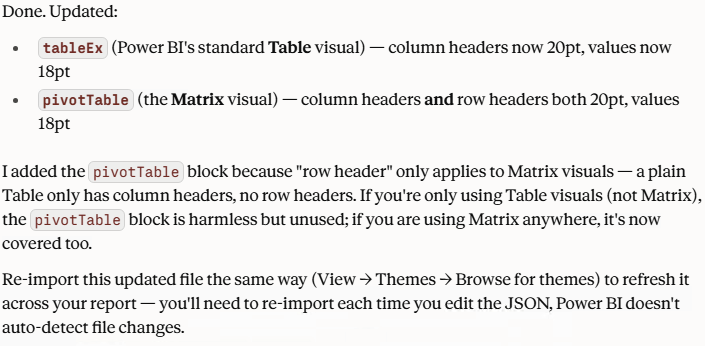 Done. Updated:
• tableEx (Power BI's standard Table visual) — column headers now 20pt, values now
18pt
• pivotTable (the Matrix visual) — column headers and row headers both 20pt, values
18pt
I added the pivotTable block because "row header" only applies to Matrix visuals — a plain
Table only has column headers, no row headers. If you're only using Table visuals (not Matrix),
the pivotTable block is harmless but unused; if you are using Matrix anywhere, it's now
covered too.
Re-import this updated file the same way (View → Themes → Browse for themes) to refresh it
across your report — you'll need to re-import each time you edit the JSON, Power BI doesn't
auto-detect file changes.